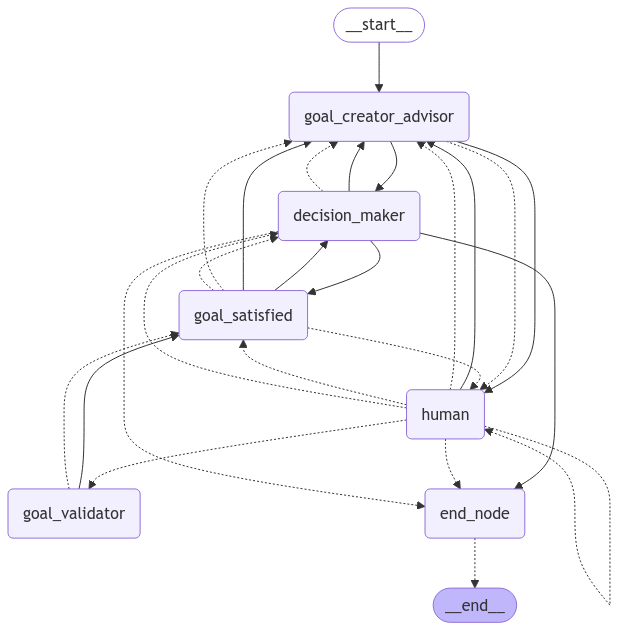 __start__
goal_creator_advisor
decision_maker
goal_satisfied
human
goal_validator
end_node
__end__